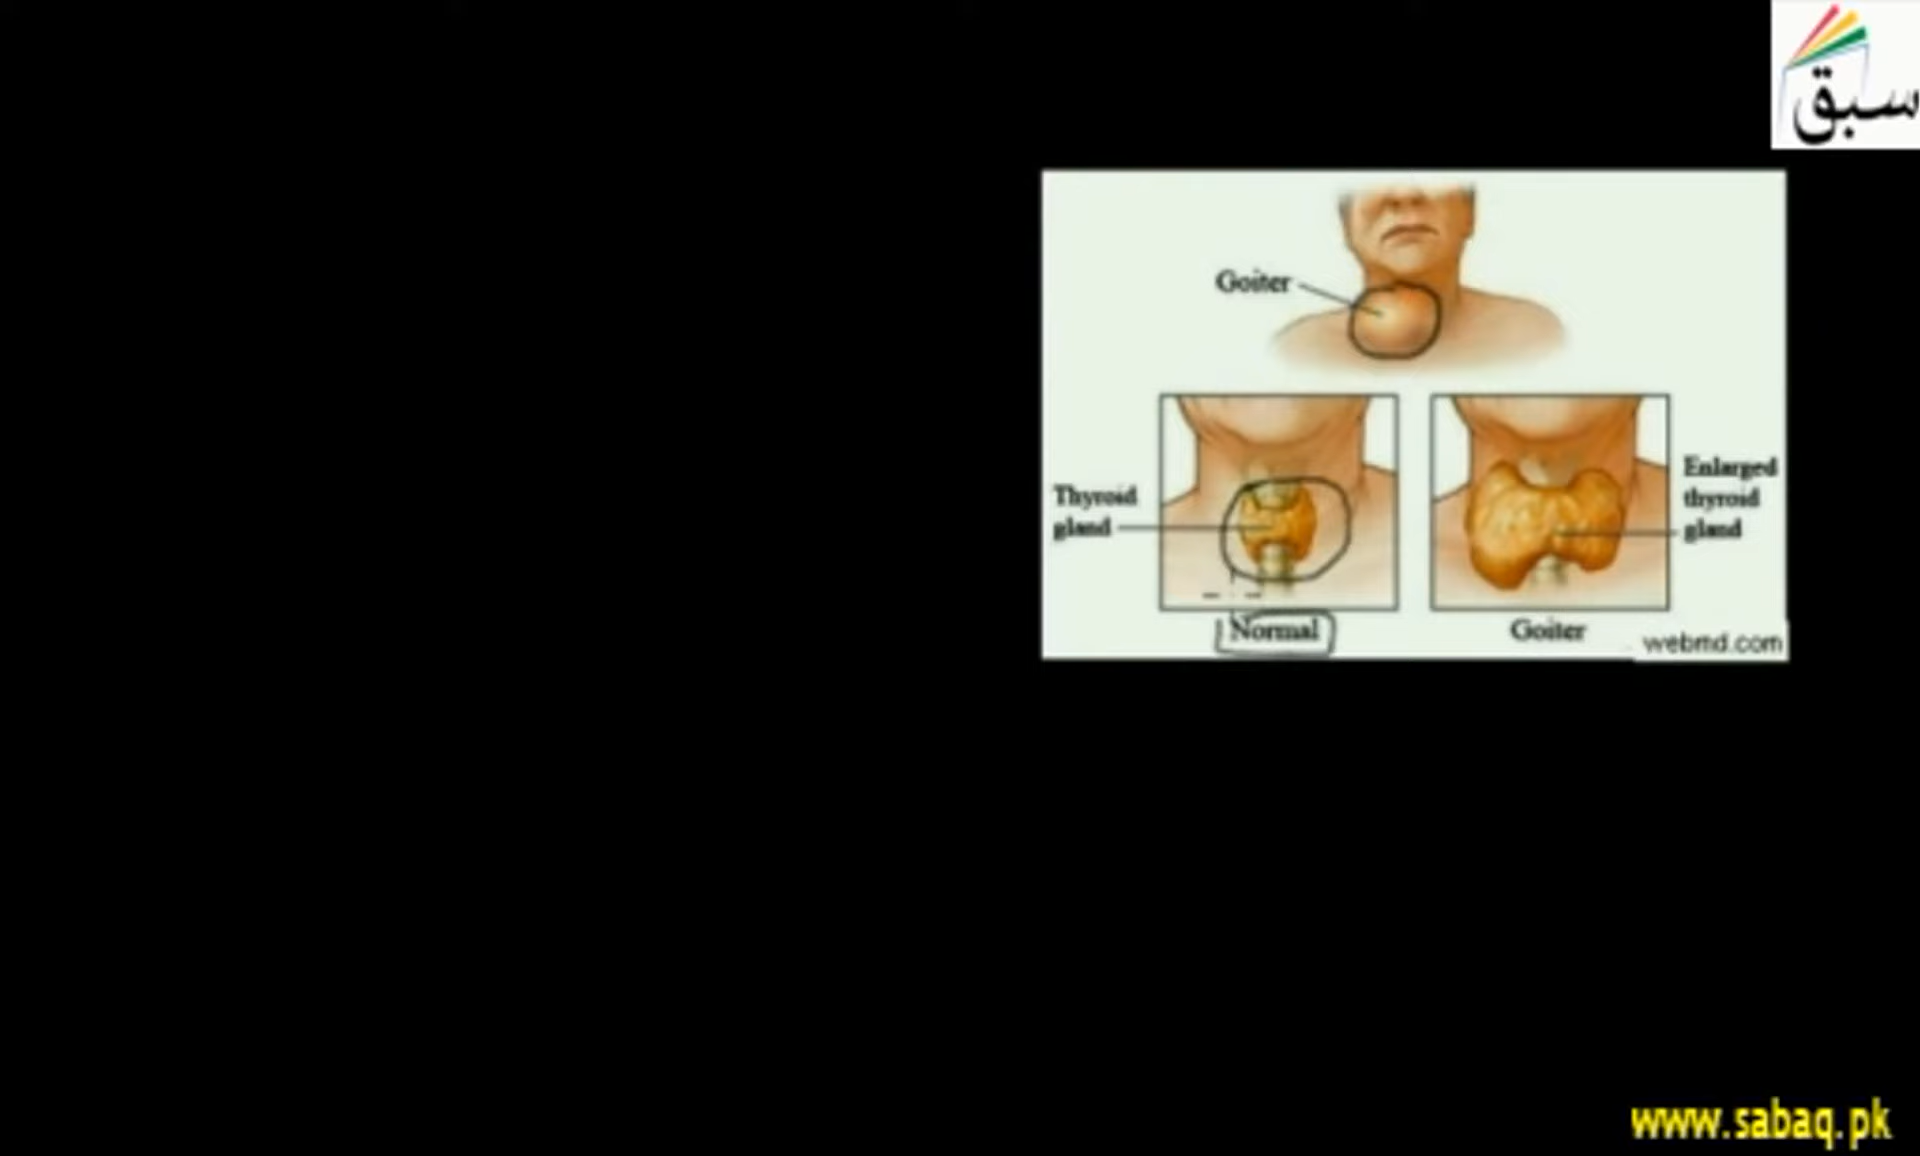 سبق
Goiter
Thyroid
gland
Enlarged
thyroid
gland
Normal
Goiter
webmd.com
www.sabaq.pk